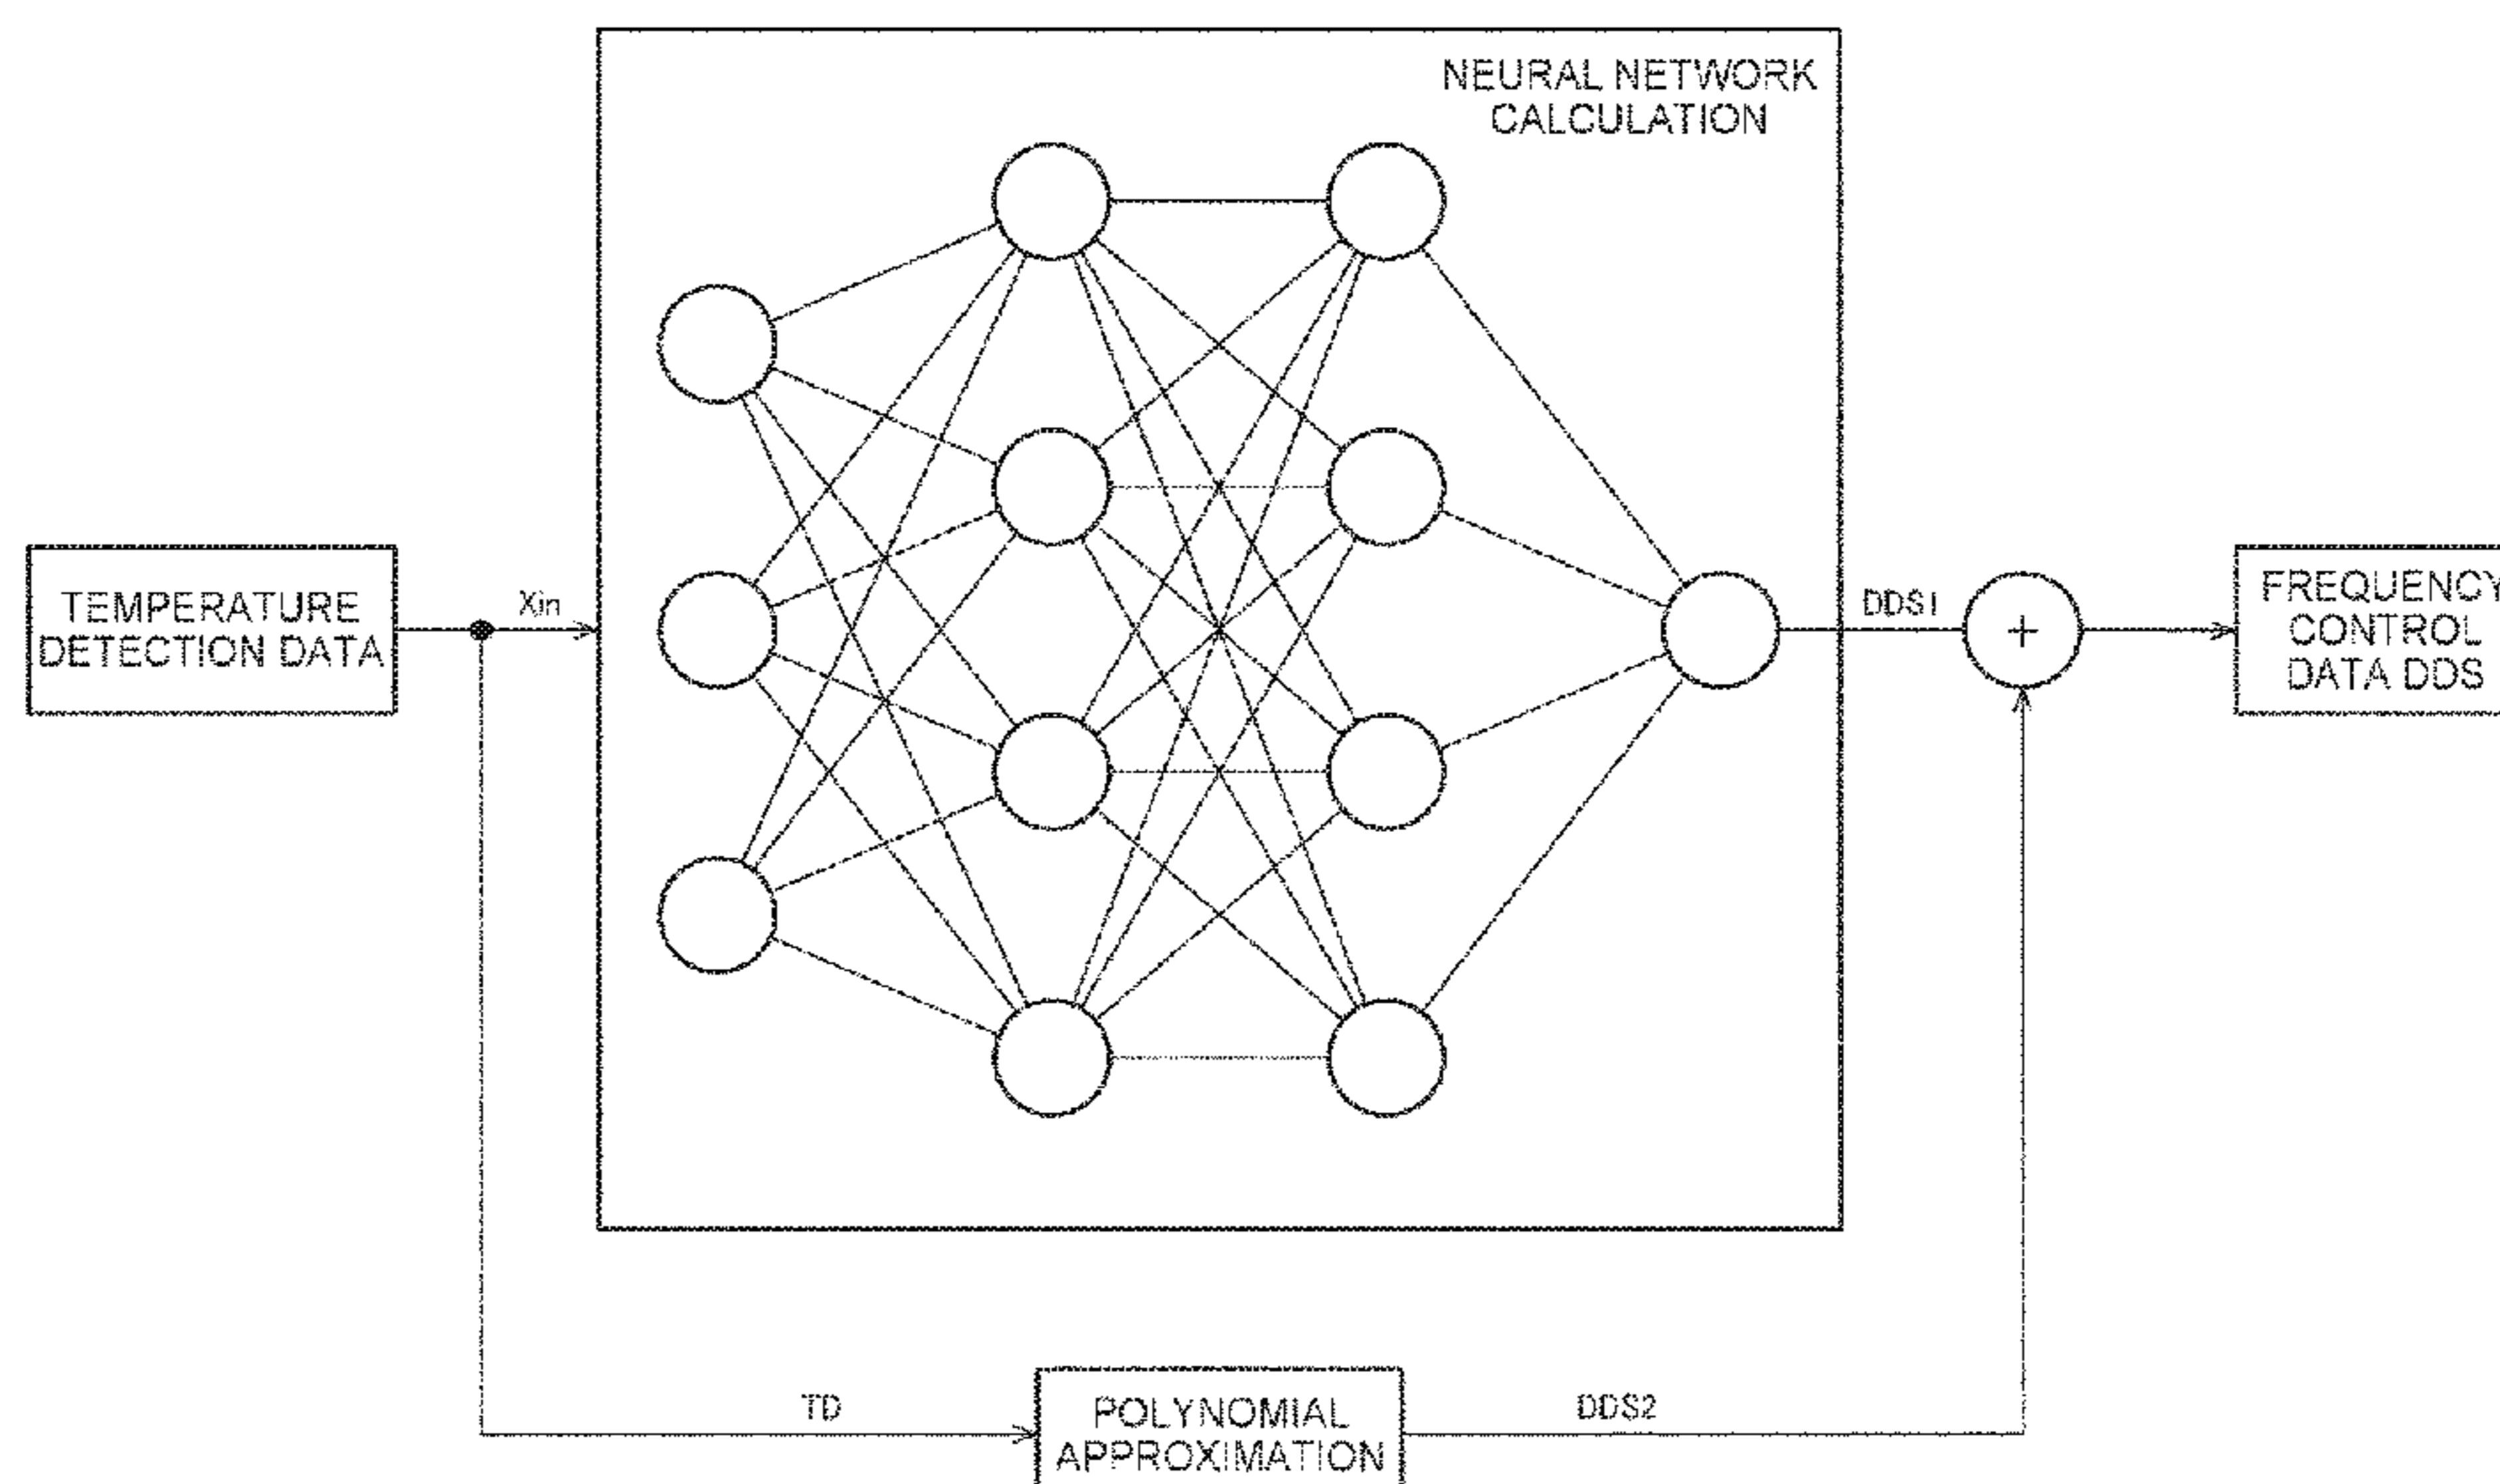 NEURAL NETWORK
CALCULATION
TEMPERATURE
DETECTION DATA
Xin
DDS1
+
FREQUENCY
CONTROL
DATA DDS
TD
POLYNOMIAL
APPROXIMATION
DDS2